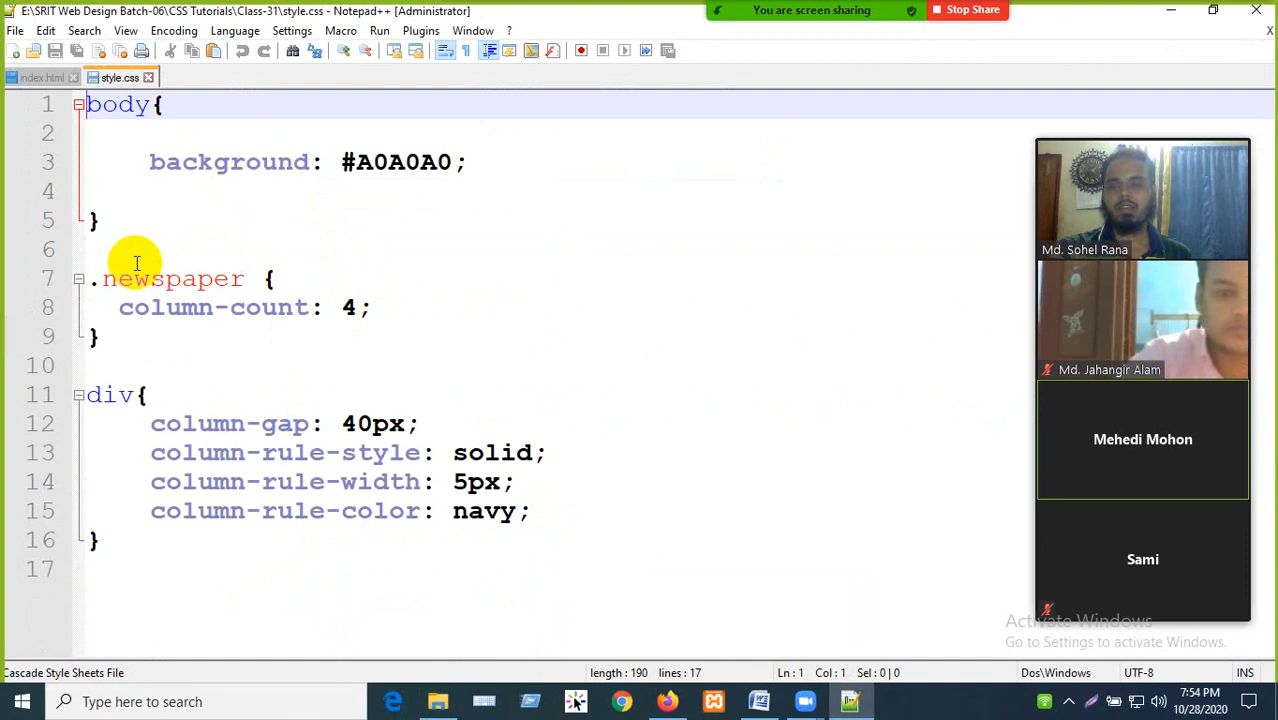 E:\SRIT Web Design Batch-06\CSS Tutorials\Class-31\style.css - Notepad++ [Administrator]
You are screen sharing
Stop Share
File Edit Search View Encoding Language Settings Macro Run Plugins Window ?
X
index.html
style.css
1 body{
2
3 background: #A0A0A0;
4
5 }
6
7 .newspaper {
8 column-count: 4;
9 }
10
11 div{
12 column-gap: 40px;
13 column-rule-style: solid;
14 column-rule-width: 5px;
15 column-rule-color: navy;
16 }
17
Md. Sohel Rana
Md. Jahangir Alam
Mehedi Mohon
Sami
Activate Windows
Go to Settings to activate Windows.
Cascade Style Sheets File
length : 190 lines : 17
Ln : 1 Col : 1 Sel : 0 | 0
Dos\Windows
UTF-8
INS
Type here to search
7:54 PM
10/28/2020